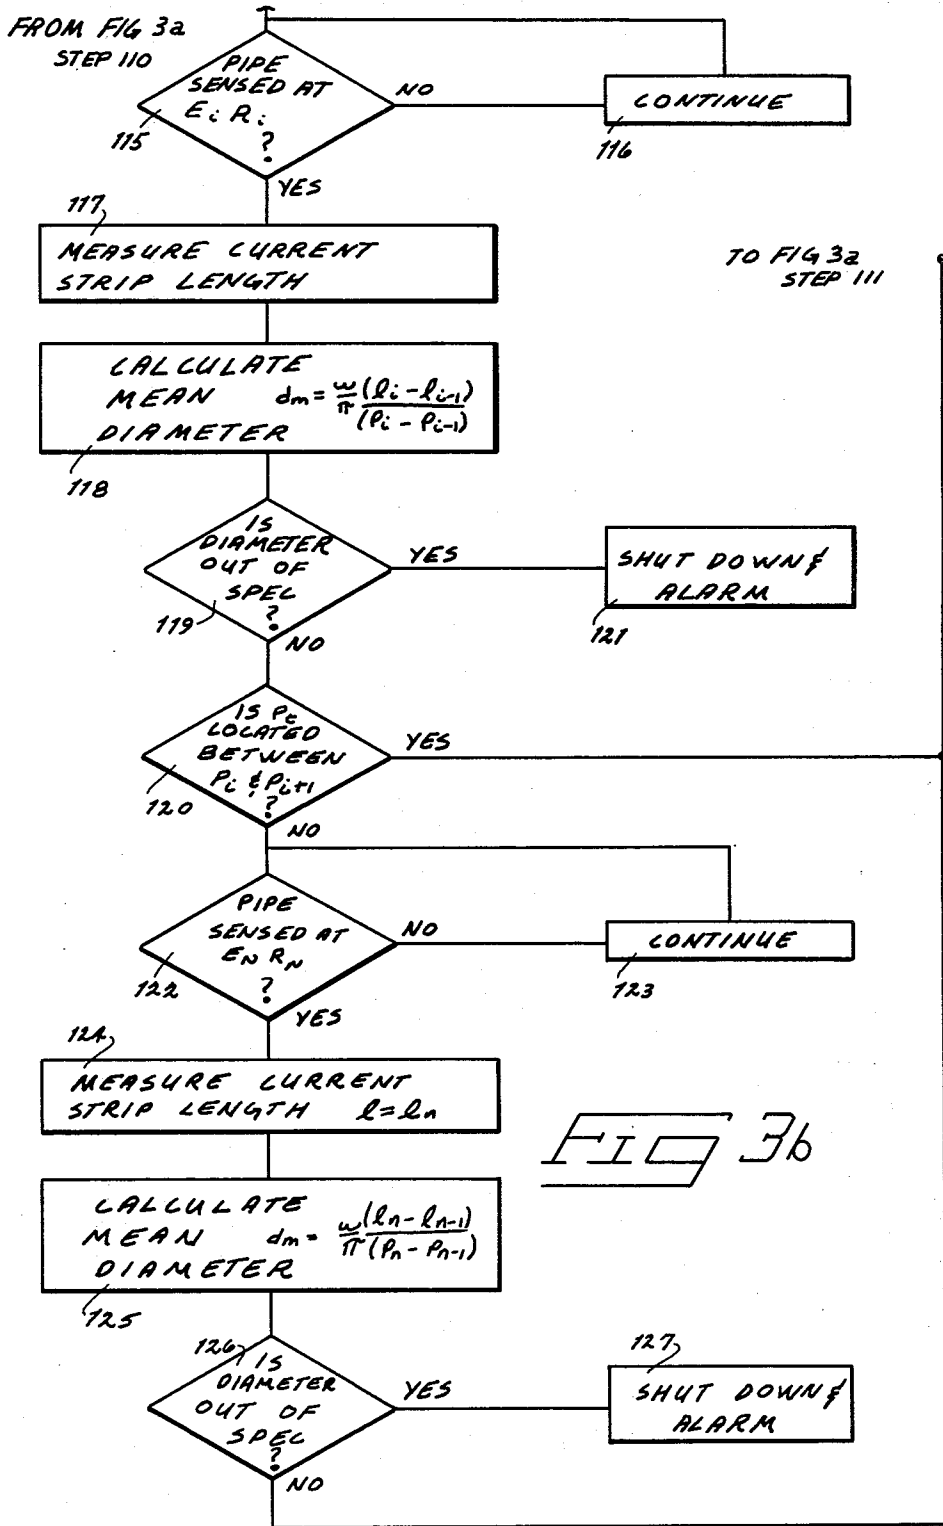 FROM FIG 3a
STEP 110
PIPE
SENSED AT
Ei Ri
?
115
NO
CONTINUE
116
YES
117
MEASURE CURRENT
STRIP LENGTH
TO FIG 3a
STEP 111
CALCULATE
MEAN dm = w/π (li - li-1)/(Pi - Pi-1)
DIAMETER
118
IS
DIAMETER
OUT OF
SPEC
?
119
YES
SHUT DOWN &
ALARM
121
NO
IS Pt
LOCATED
BETWEEN
Pi & Pi+1
?
120
YES
NO
PIPE
SENSED AT
EN RN
?
122
NO
CONTINUE
123
YES
124
MEASURE CURRENT
STRIP LENGTH l = ln
FIG 3b
CALCULATE
MEAN dm = w/π (ln - ln-1)/(Pn - Pn-1)
DIAMETER
125
126
IS
DIAMETER
OUT OF
SPEC
?
YES
127
SHUT DOWN &
ALARM
NO